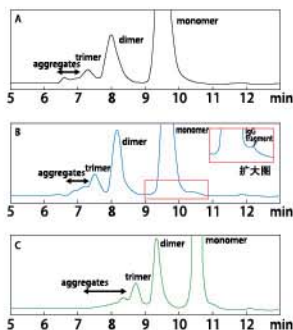 A
monomer
dimer
trimer
aggregates
5 6 7 8 9 10 11 12 min
B
monomer
dimer
IgG
fragment
trimer
aggregates
扩大图
5 6 7 8 9 10 11 12 13 min
C
monomer
dimer
trimer
aggregates
5 6 7 8 9 10 11 12 13 min